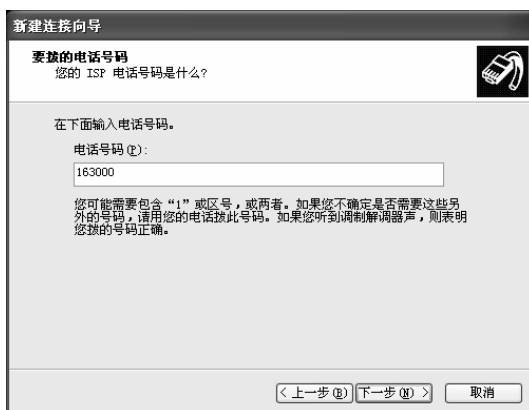 新建连接向导
要拨的电话号码
您的 ISP 电话号码是什么?
在下面输入电话号码。
电话号码(P):
163000
您可能需要包含“1”或区号，或两者。如果您不确定是否需要这些另
外的号码，请用您的电话拨此号码。如果您听到调制解调器声，则表明
您拨的号码正确。
< 上一步(B) 下一步(N) > 取消